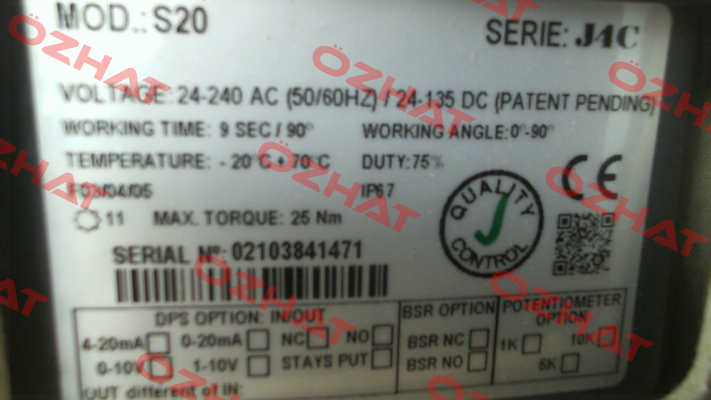 MOD.: S20 SERIE: J4C
VOLTAGE: 24-240 AC (50/60HZ) / 24-135 DC (PATENT PENDING)
WORKING TIME: 9 SEC / 90° WORKING ANGLE: 0°-90°
TEMPERATURE: - 20°C + 70°C DUTY: 75%
F03/04/05 IP67
11 MAX. TORQUE: 25 Nm
QUALITY CONTROL
CE
SERIAL Nº: 02103841471
DPS OPTION: IN/OUT BSR OPTION POTENTIOMETER OPTION
4-20mA 0-20mA NC NO BSR NC 1K 10K
0-10V 1-10V STAYS PUT BSR NO 5K
OUT different of IN:
ÖZHAT
ÖZHAT
ÖZHAT
ÖZHAT
ÖZHAT
ÖZHAT